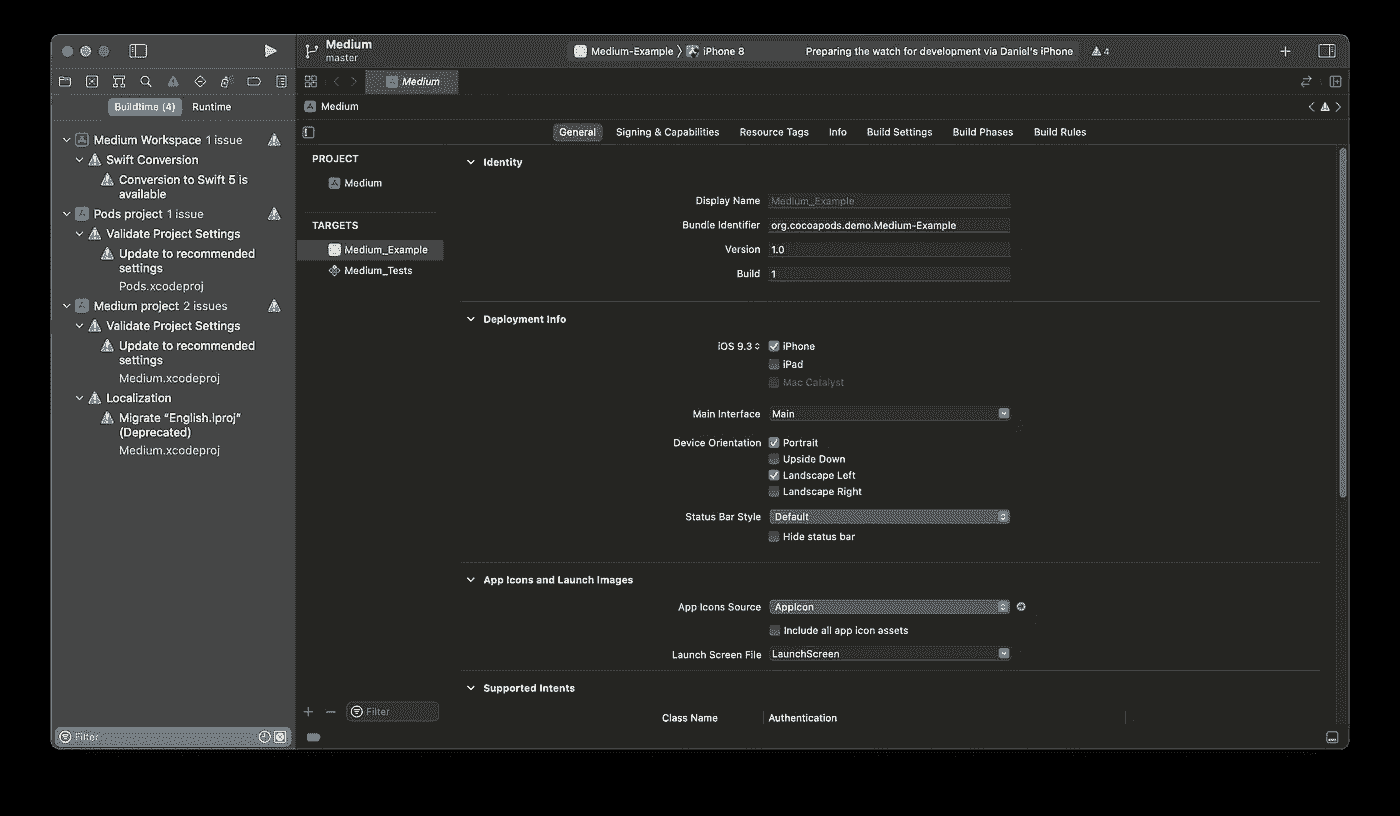 Medium
master
Medium-Example 〉 iPhone 8
Preparing the watch for development via Daniel's iPhone
4
Medium
Buildtime (4)
Runtime
Medium
General
Signing & Capabilities
Resource Tags
Info
Build Settings
Build Phases
Build Rules
Medium Workspace 1 issue
Swift Conversion
Conversion to Swift 5 is
available
Pods project 1 issue
Validate Project Settings
Update to recommended
settings
Pods.xcodeproj
Medium project 2 issues
Validate Project Settings
Update to recommended
settings
Medium.xcodeproj
Localization
Migrate “English.lproj”
(Deprecated)
Medium.xcodeproj
Filter
PROJECT
Medium
TARGETS
Medium_Example
Medium_Tests
Filter
Identity
Display Name Medium_Example
Bundle Identifier org.cocoapods.demo.Medium-Example
Version 1.0
Build 1
Deployment Info
iOS 9.3 iPhone
iPad
Mac Catalyst
Main Interface Main
Device Orientation Portrait
Upside Down
Landscape Left
Landscape Right
Status Bar Style Default
Hide status bar
App Icons and Launch Images
App Icons Source AppIcon
Include all app icon assets
Launch Screen File LaunchScreen
Supported Intents
Class Name Authentication